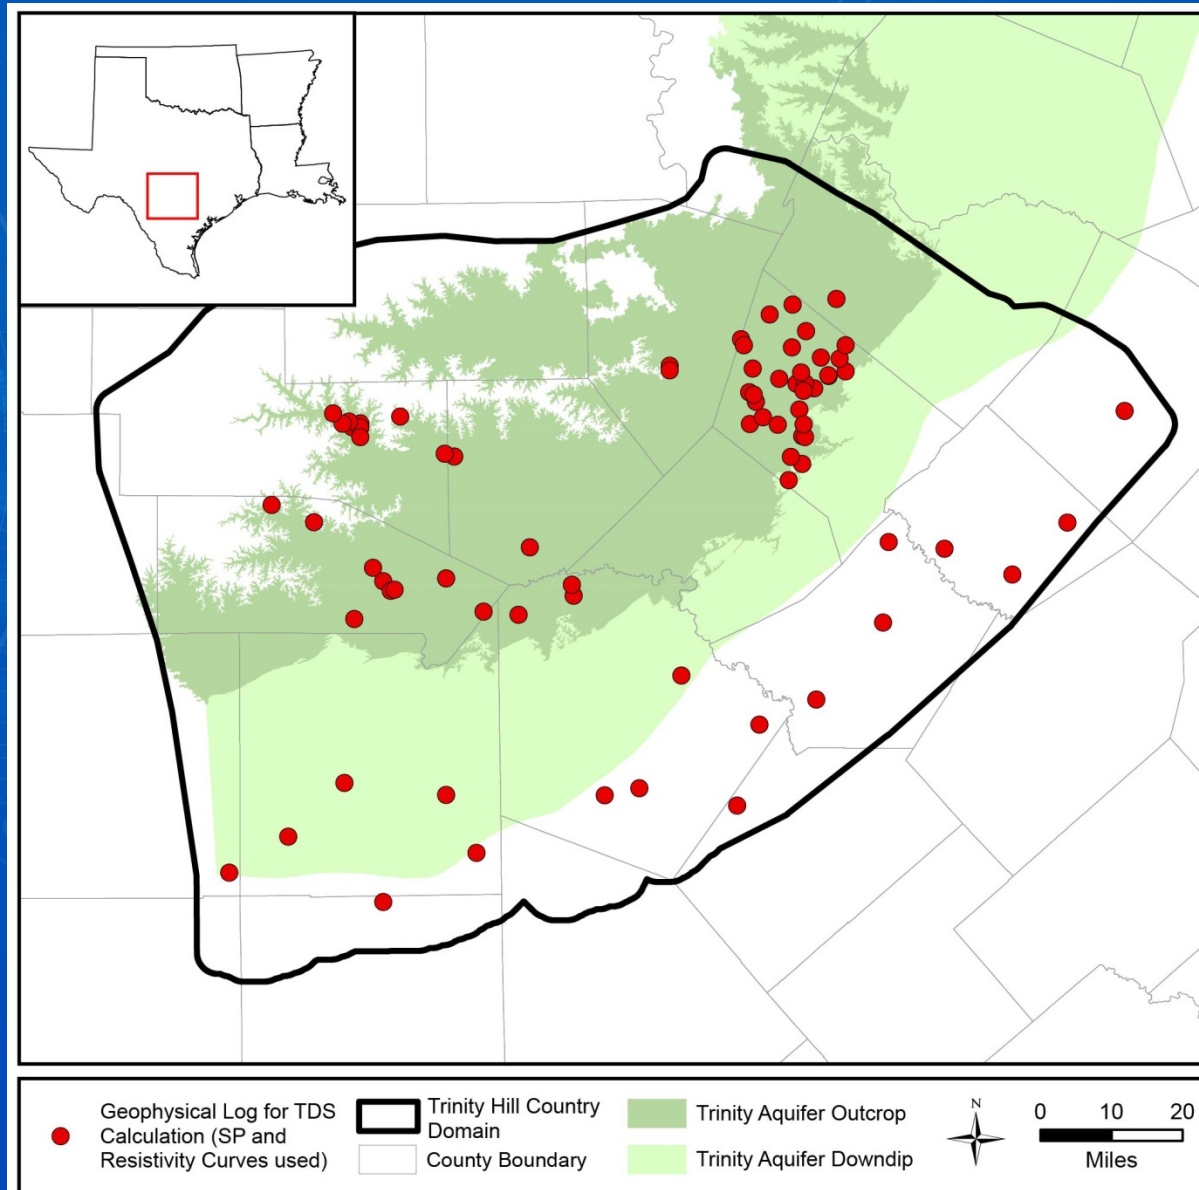 Geophysical Log for TDS
Calculation (SP and
Resistivity Curves used)
Trinity Hill Country
Domain
County Boundary
Trinity Aquifer Outcrop
Trinity Aquifer Downdip
N
0 10 20
Miles